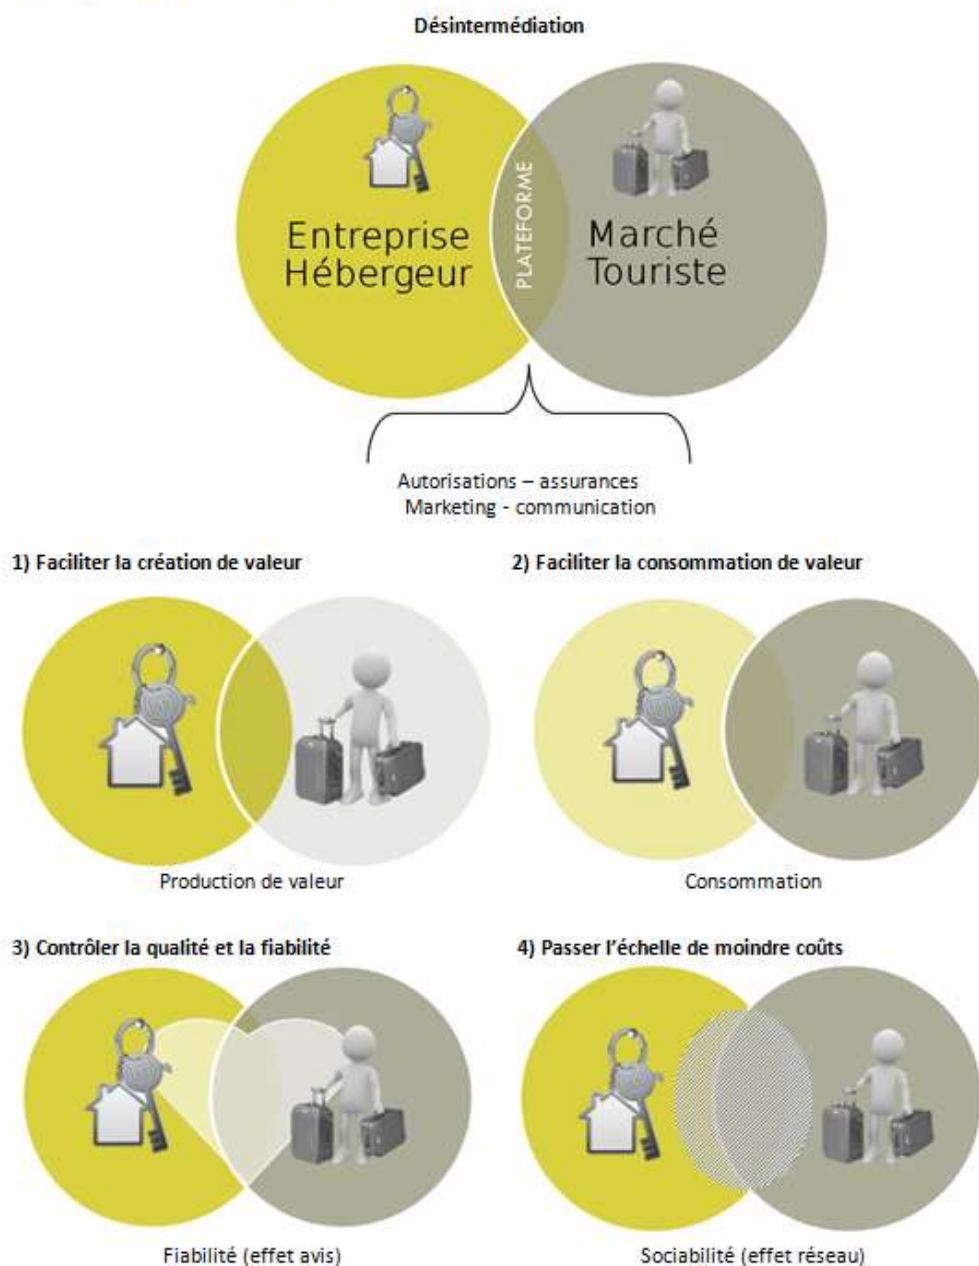 Désintermédiation
Entreprise
Hébergeur
PLATEFORME
Marché
Touriste
Autorisations – assurances
Marketing - communication
1) Faciliter la création de valeur
2) Faciliter la consommation de valeur
Production de valeur
Consommation
3) Contrôler la qualité et la fiabilité
4) Passer l’échelle de moindre coûts
Fiabilité (effet avis)
Sociabilité (effet réseau)